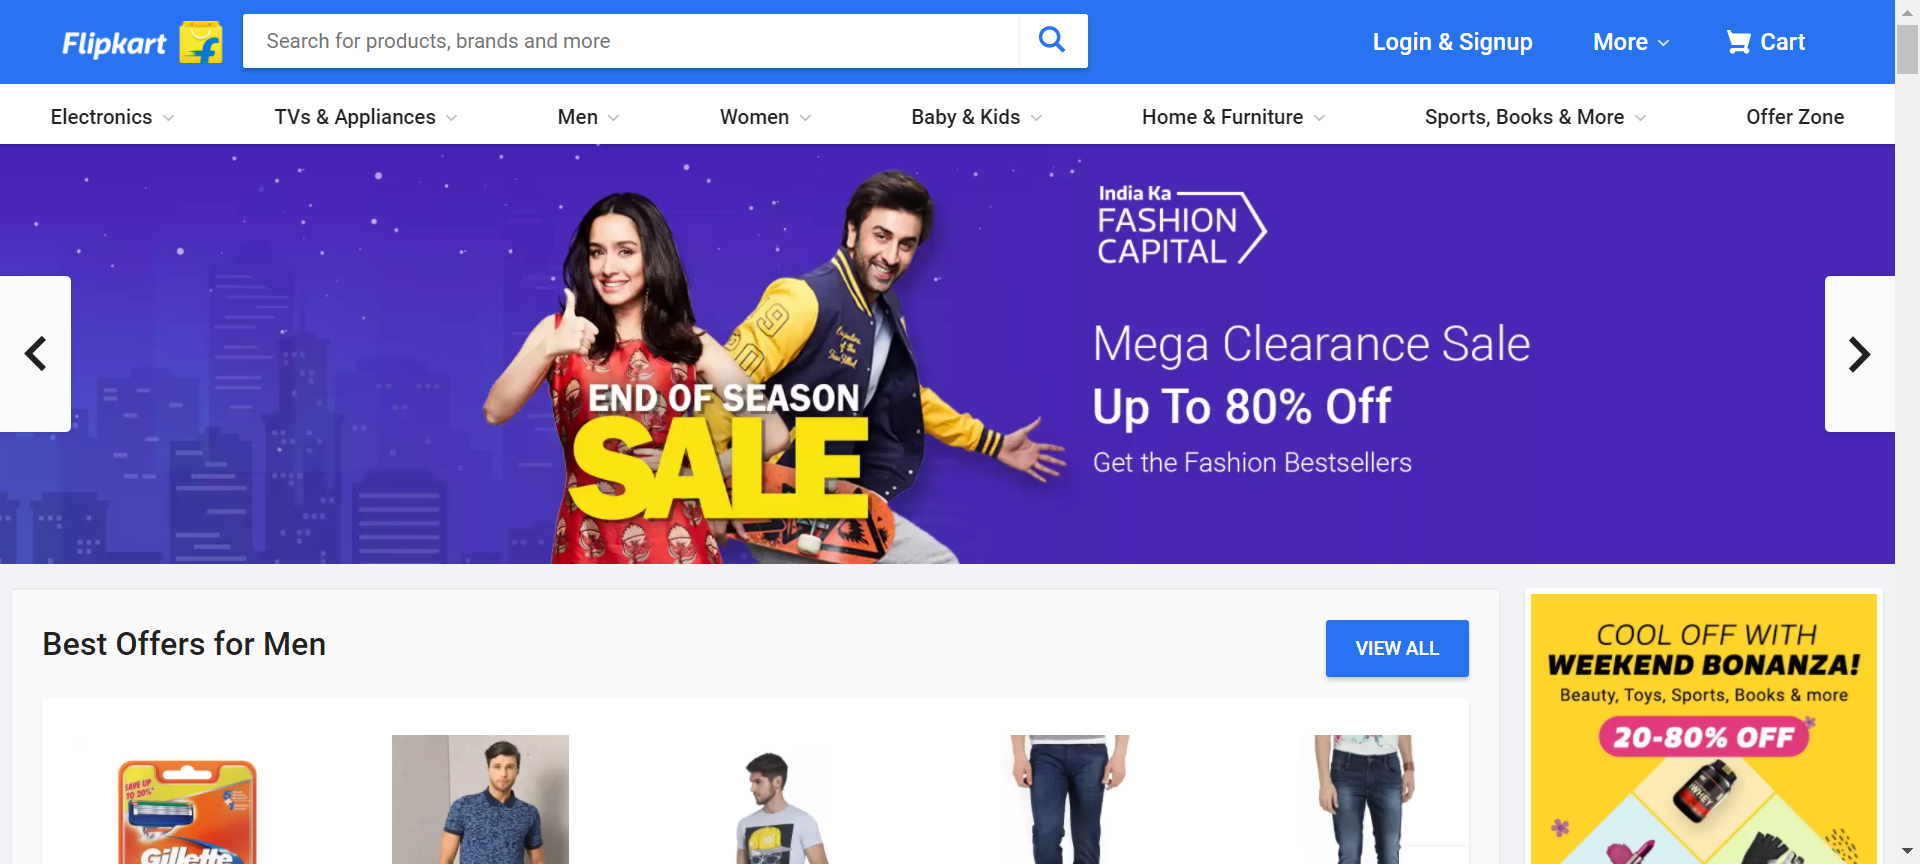 Flipkart
Search for products, brands and more
Login & Signup
More
Cart
Electronics
TVs & Appliances
Men
Women
Baby & Kids
Home & Furniture
Sports, Books & More
Offer Zone
India Ka
FASHION
CAPITAL
Mega Clearance Sale
Up To 80% Off
Get the Fashion Bestsellers
END OF SEASON
SALE
Best Offers for Men
VIEW ALL
SAVE UP
TO 20%*
Gillette
COOL OFF WITH
WEEKEND BONANZA!
Beauty, Toys, Sports, Books & more
20-80% OFF
WHEY